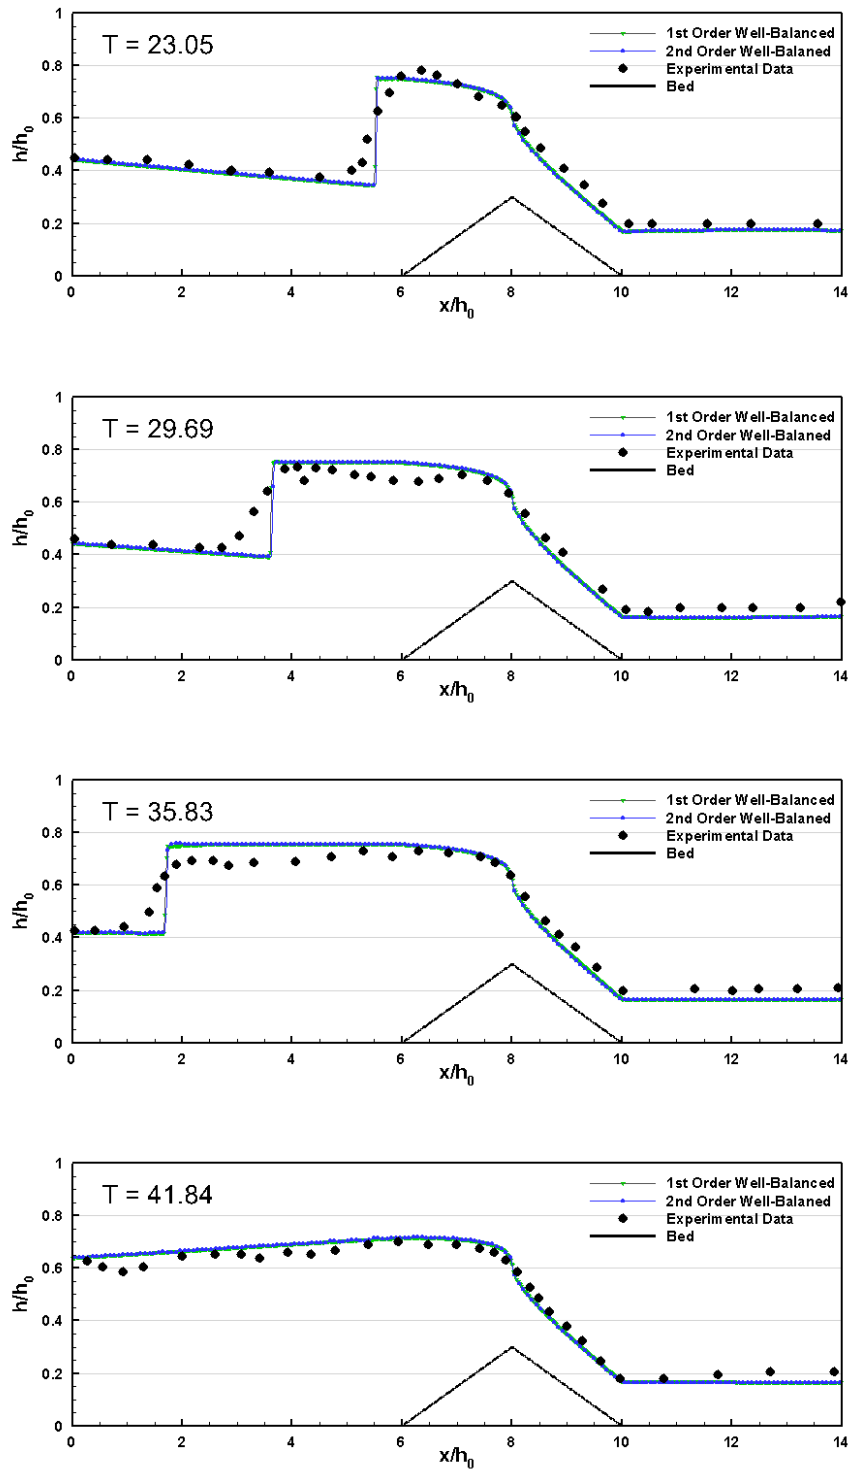 T = 23.05
1st Order Well-Balanced
2nd Order Well-Balaned
Experimental Data
Bed
1
0.8
0.6
0.4
0.2
0
h/h0
0 2 4 6 8 10 12 14
x/h0
T = 29.69
1st Order Well-Balanced
2nd Order Well-Balaned
Experimental Data
Bed
1
0.8
0.6
0.4
0.2
0
h/h0
0 2 4 6 8 10 12 14
x/h0
T = 35.83
1st Order Well-Balanced
2nd Order Well-Balaned
Experimental Data
Bed
1
0.8
0.6
0.4
0.2
0
h/h0
0 2 4 6 8 10 12 14
x/h0
T = 41.84
1st Order Well-Balanced
2nd Order Well-Balaned
Experimental Data
Bed
1
0.8
0.6
0.4
0.2
0
h/h0
0 2 4 6 8 10 12 14
x/h0